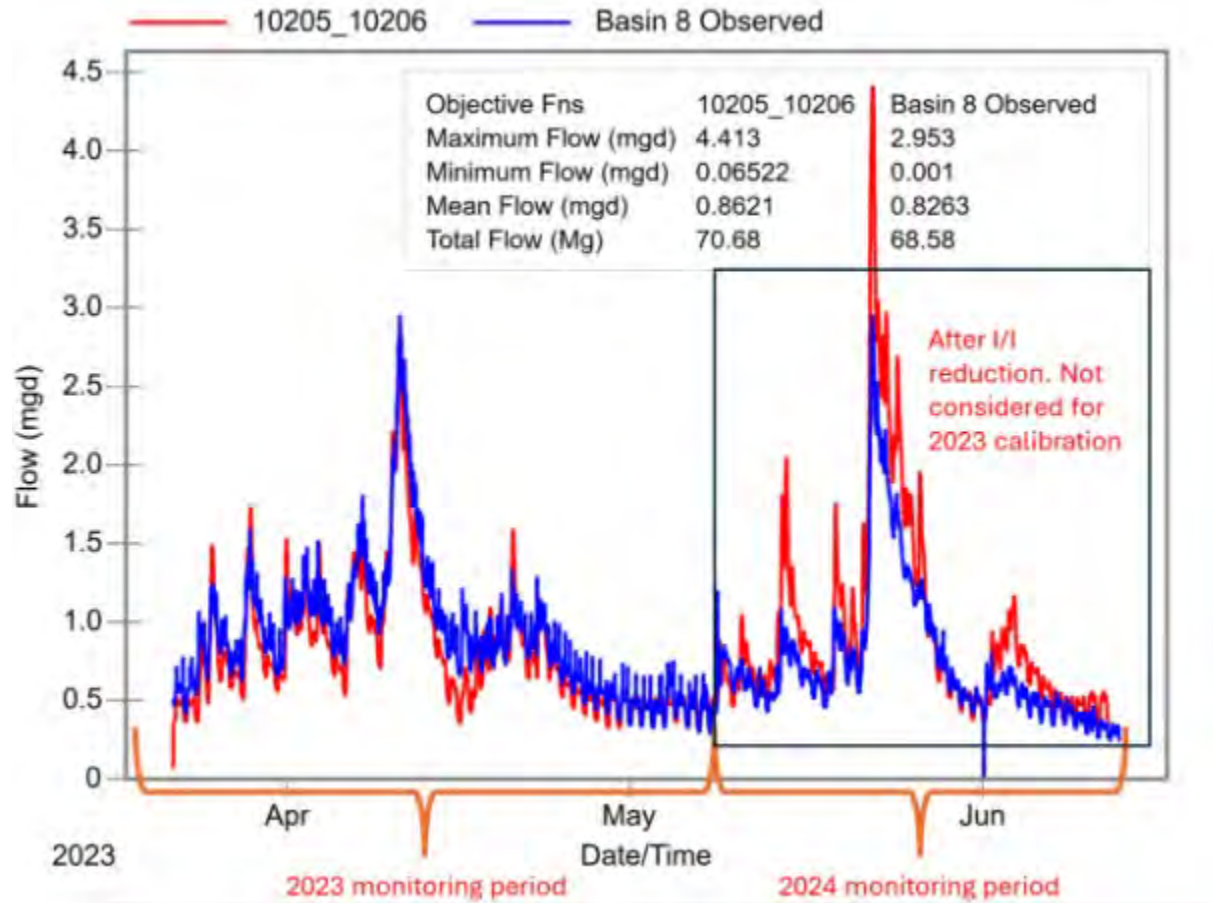 10205_10206 Basin 8 Observed
4.5
4.0
3.5
3.0
2.5
2.0
1.5
1.0
0.5
0
Flow (mgd)
Objective Fns 10205_10206 Basin 8 Observed
Maximum Flow (mgd) 4.413 2.953
Minimum Flow (mgd) 0.06522 0.001
Mean Flow (mgd) 0.8621 0.8263
Total Flow (Mg) 70.68 68.58
After I/I
reduction. Not
considered for
2023 calibration
Apr May Jun
2023 Date/Time
2023 monitoring period 2024 monitoring period